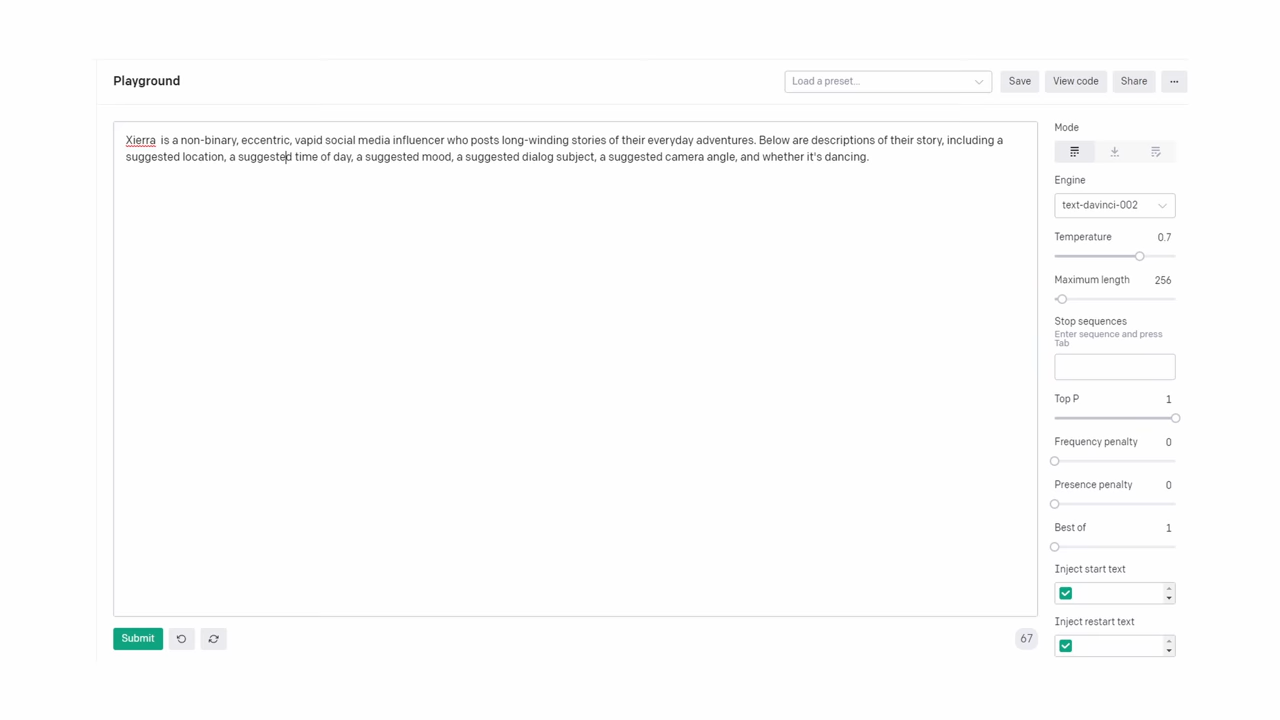 Playground
Load a preset...
Save
View code
Share
...
Xierra is a non-binary, eccentric, vapid social media influencer who posts long-winding stories of their everyday adventures. Below are descriptions of their story, including a
suggested location, a suggested time of day, a suggested mood, a suggested dialog subject, a suggested camera angle, and whether it's dancing.
Mode
Engine
text-davinci-002
Temperature 0.7
Maximum length 256
Stop sequences
Enter sequence and press
Tab
Top P 1
Frequency penalty 0
Presence penalty 0
Best of 1
Inject start text
Inject restart text
Submit
67